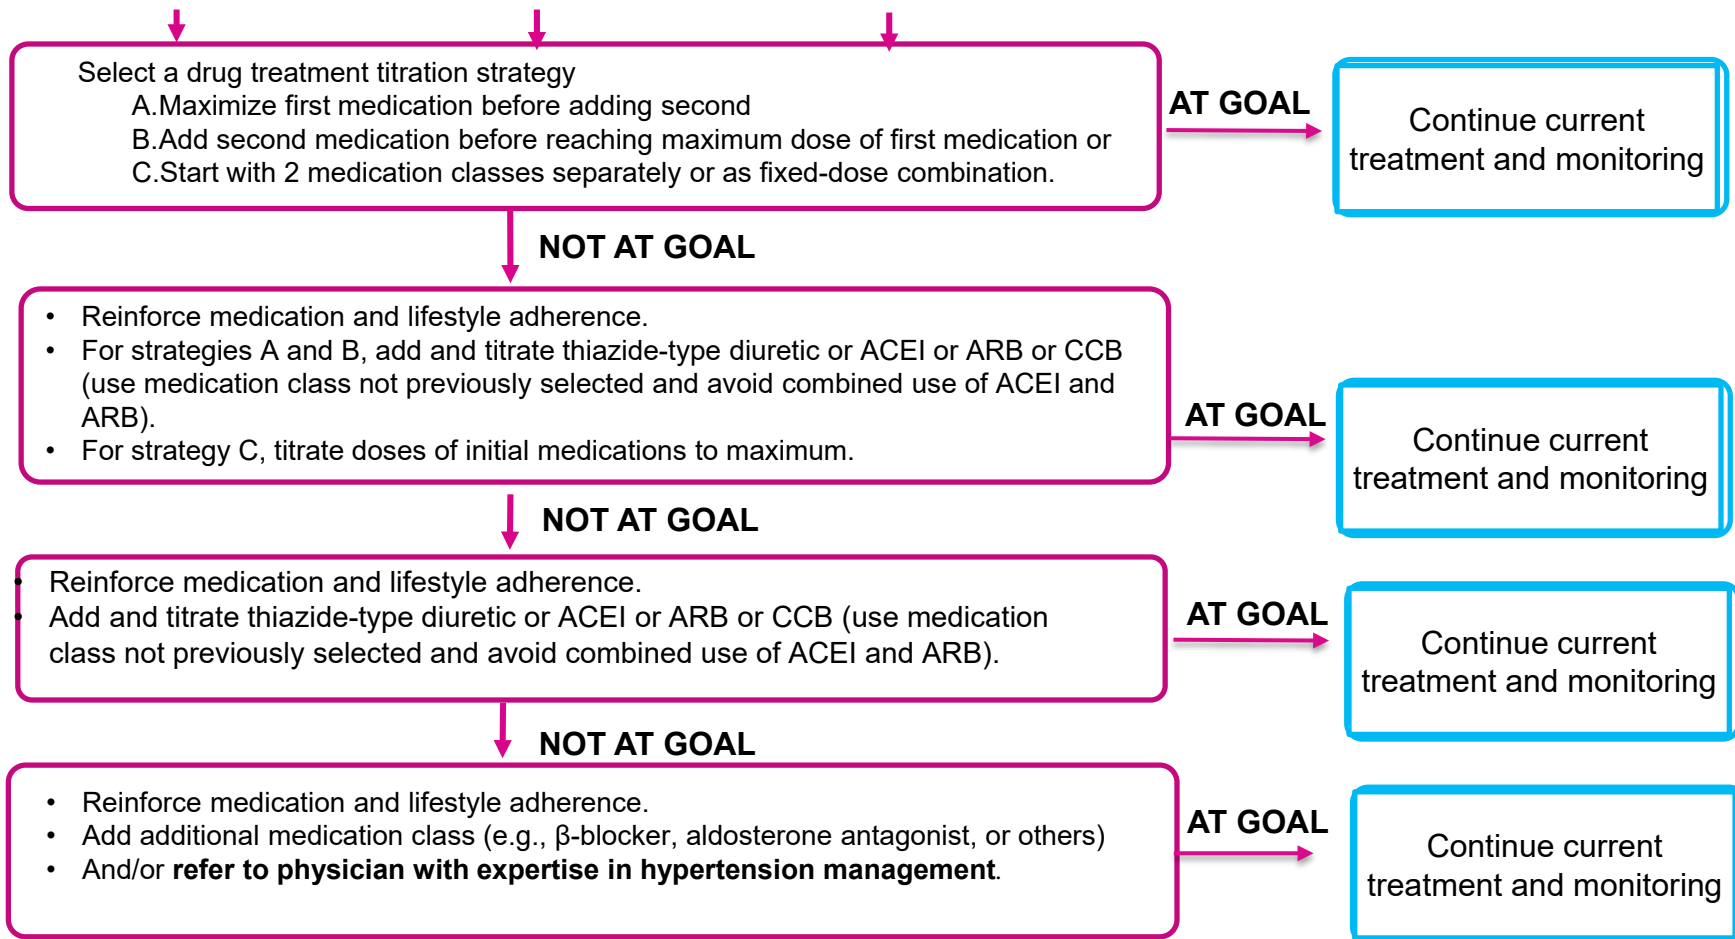 Select a drug treatment titration strategy
A.Maximize first medication before adding second
B.Add second medication before reaching maximum dose of first medication or
C.Start with 2 medication classes separately or as fixed-dose combination.
AT GOAL
Continue current
treatment and monitoring
NOT AT GOAL
• Reinforce medication and lifestyle adherence.
• For strategies A and B, add and titrate thiazide-type diuretic or ACEI or ARB or CCB
(use medication class not previously selected and avoid combined use of ACEI and
ARB).
• For strategy C, titrate doses of initial medications to maximum.
AT GOAL
Continue current
treatment and monitoring
NOT AT GOAL
• Reinforce medication and lifestyle adherence.
• Add and titrate thiazide-type diuretic or ACEI or ARB or CCB (use medication
class not previously selected and avoid combined use of ACEI and ARB).
AT GOAL
Continue current
treatment and monitoring
NOT AT GOAL
• Reinforce medication and lifestyle adherence.
• Add additional medication class (e.g., β-blocker, aldosterone antagonist, or others)
• And/or refer to physician with expertise in hypertension management.
AT GOAL
Continue current
treatment and monitoring